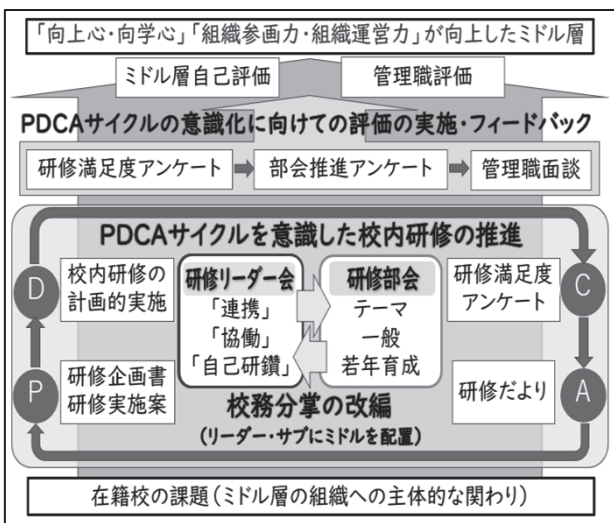 「向上心・向学心」「組織参画力・組織運営力」が向上したミドル層
ミドル層自己評価
管理職評価
PDCAサイクルの意識化に向けての評価の実施・フィードバック
研修満足度アンケート
部会推進アンケート
管理職面談
PDCAサイクルを意識した校内研修の推進
D
校内研修の
計画的実施
研修リーダー会
「連携」
「協働」
「自己研鑽」
研修部会
テーマ
一般
若年育成
研修満足度
アンケート
C
P
研修企画書
研修実施案
校務分掌の改編
(リーダー・サブにミドルを配置)
研修だより
A
在籍校の課題(ミドル層の組織への主体的な関わり)